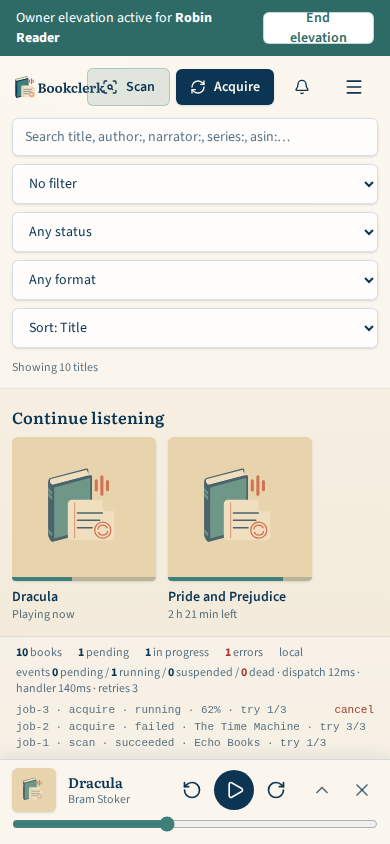 Owner elevation active for Robin
Reader
End
elevation
Bookclerk
Scan
Acquire
Search title, author:, narrator:, series:, asin:…
No filter
Any status
Any format
Sort: Title
Showing 10 titles
Continue listening
Dracula
Playing now
Pride and Prejudice
2 h 21 min left
10 books 1 pending 1 in progress 1 errors local
events 0 pending / 1 running / 0 suspended / 0 dead · dispatch 12ms ·
handler 140ms · retries 3
job-3 · acquire · running · 62% · try 1/3 cancel
job-2 · acquire · failed · The Time Machine · try 3/3
job-1 · scan · succeeded · Echo Books · try 1/3
Dracula
Bram Stoker